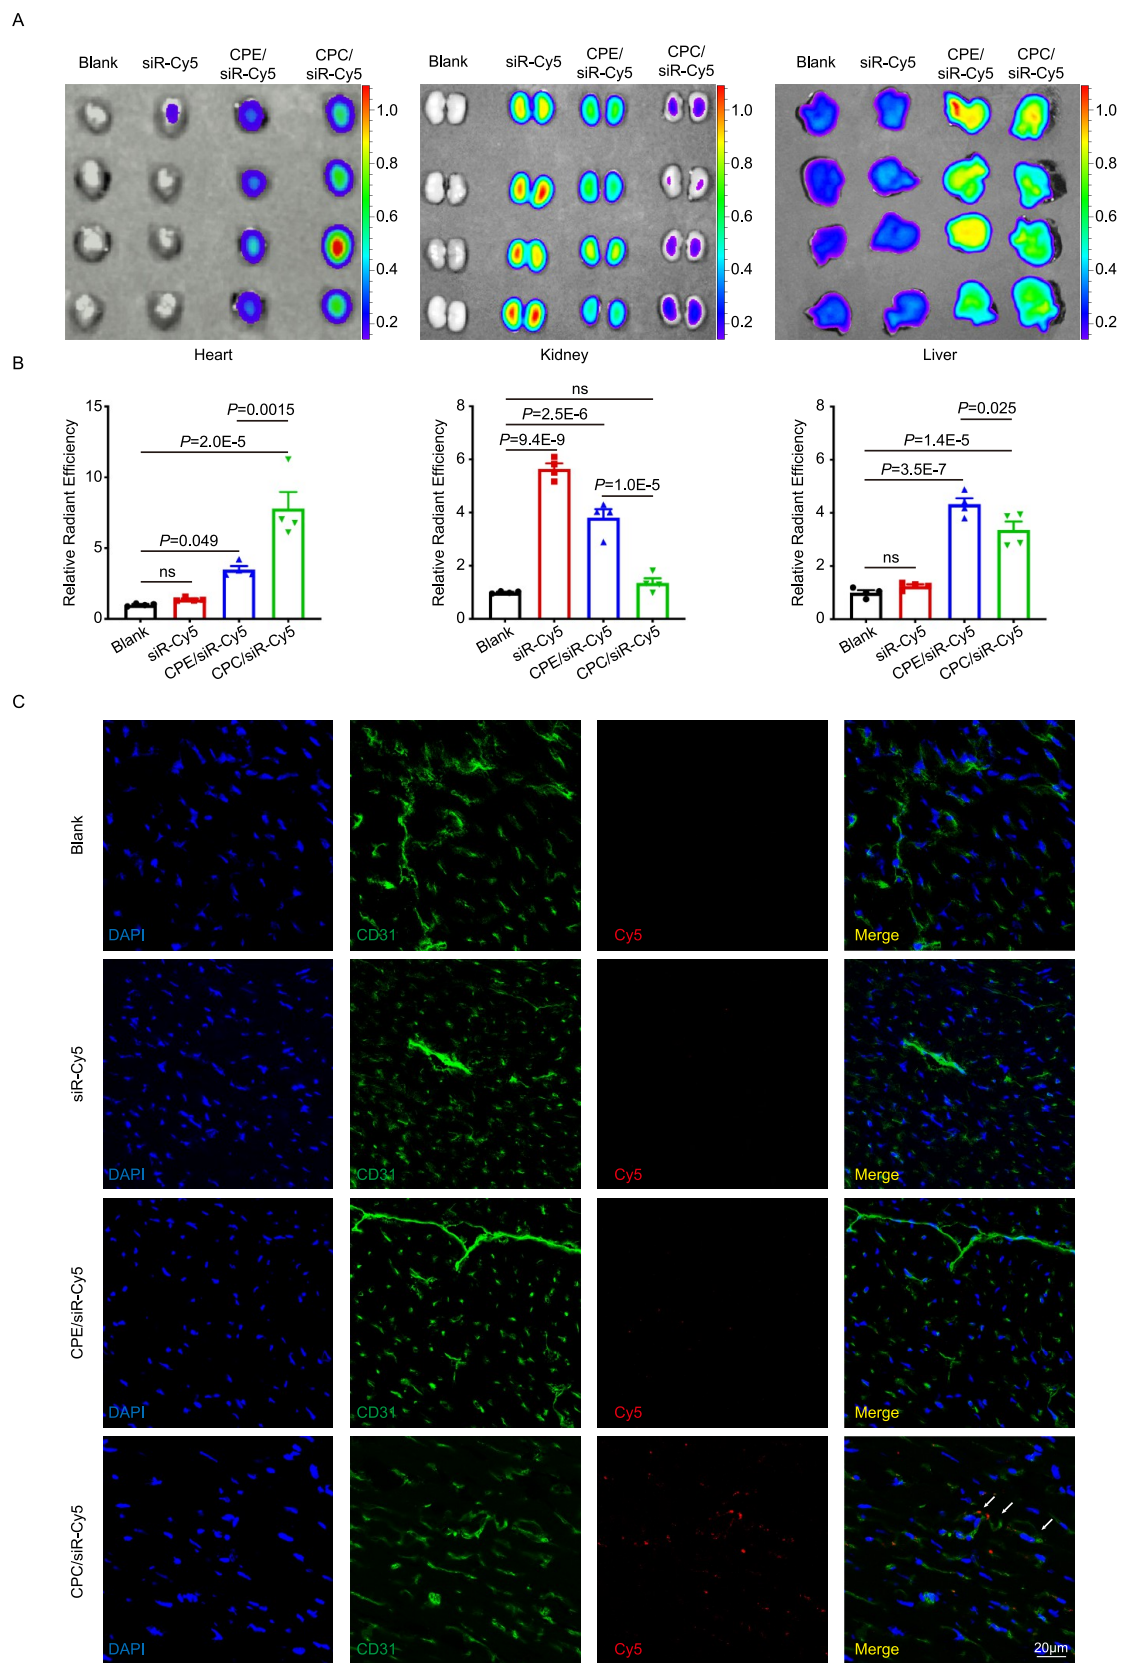 A
Blank siR-Cy5 CPE/ siR-Cy5 CPC/ siR-Cy5
1.0
0.8
0.6
0.4
0.2
Heart
Blank siR-Cy5 CPE/ siR-Cy5 CPC/ siR-Cy5
1.0
0.8
0.6
0.4
0.2
Kidney
Blank siR-Cy5 CPE/ siR-Cy5 CPC/ siR-Cy5
1.0
0.8
0.6
0.4
0.2
Liver
B
Relative Radiant Efficiency
15
10
5
0
P=0.0015
P=2.0E-5
P=0.049
ns
Blank
siR-Cy5
CPE/siR-Cy5
CPC/siR-Cy5
Relative Radiant Efficiency
8
6
4
2
0
ns
P=2.5E-6
P=9.4E-9
P=1.0E-5
Blank
siR-Cy5
CPE/siR-Cy5
CPC/siR-Cy5
Relative Radiant Efficiency
8
6
4
2
0
P=0.025
P=1.4E-5
P=3.5E-7
ns
Blank
siR-Cy5
CPE/siR-Cy5
CPC/siR-Cy5
C
Blank
DAPI CD31 Cy5 Merge
siR-Cy5
DAPI CD31 Cy5 Merge
CPE/siR-Cy5
DAPI CD31 Cy5 Merge
CPC/siR-Cy5
DAPI CD31 Cy5 Merge
20μm